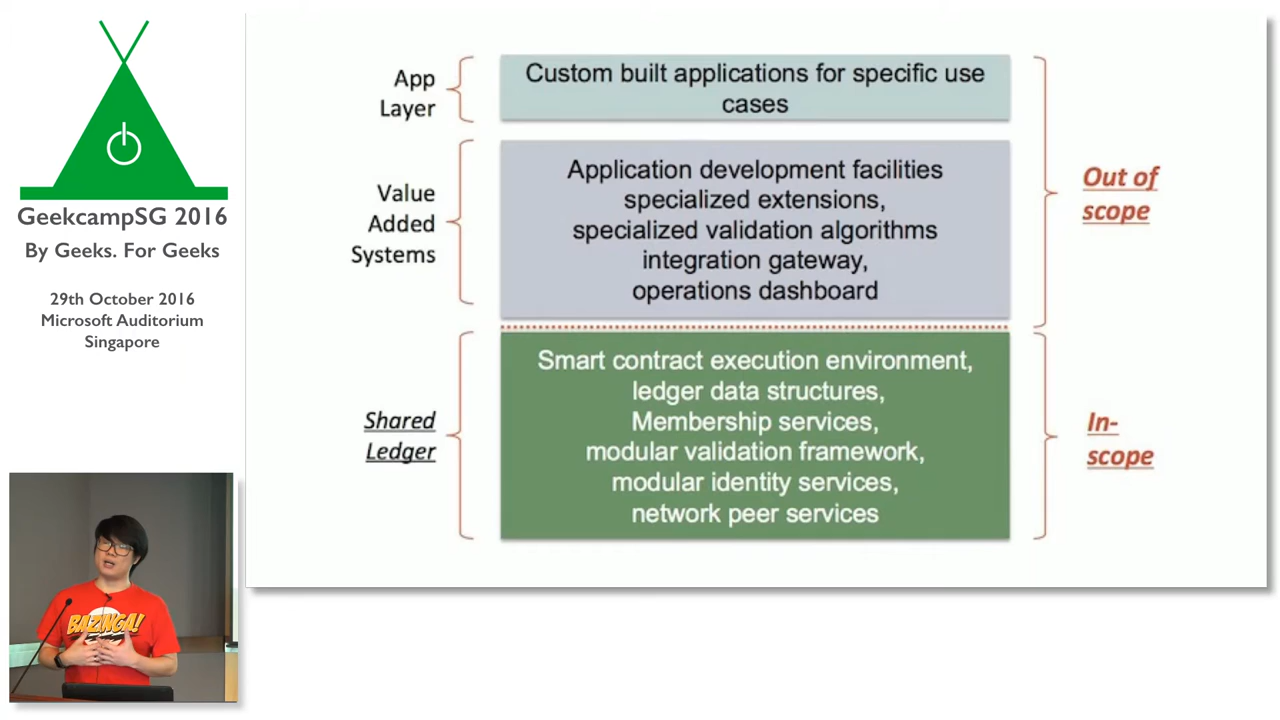 GeekcampSG 2016
By Geeks. For Geeks
29th October 2016
Microsoft Auditorium
Singapore
App
Layer
Custom built applications for specific use
cases
Value
Added
Systems
Application development facilities
specialized extensions,
specialized validation algorithms
integration gateway,
operations dashboard
Out of
scope
Shared
Ledger
Smart contract execution environment,
ledger data structures,
Membership services,
modular validation framework,
modular identity services,
network peer services
In-
scope
BAZINGA!